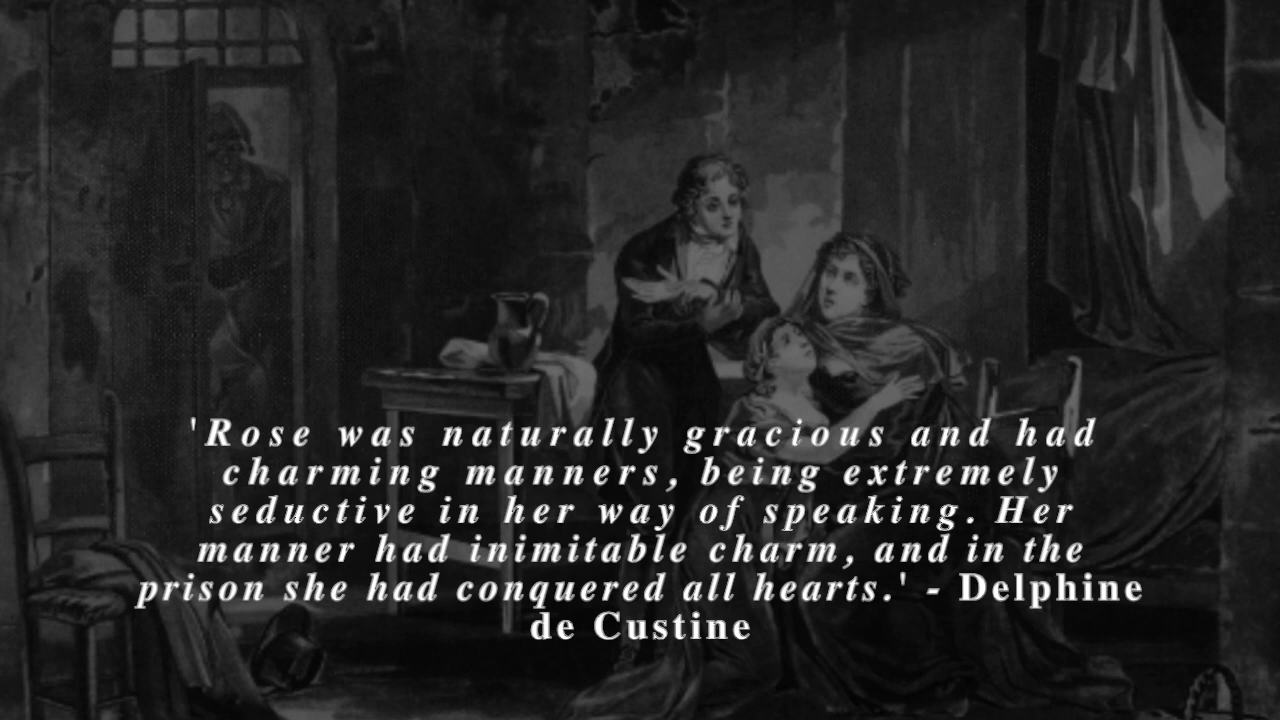 'Rose was naturally gracious and had
charming manners, being extremely
seductive in her way of speaking. Her
manner had inimitable charm, and in the
prison she had conquered all hearts.' - Delphine
de Custine